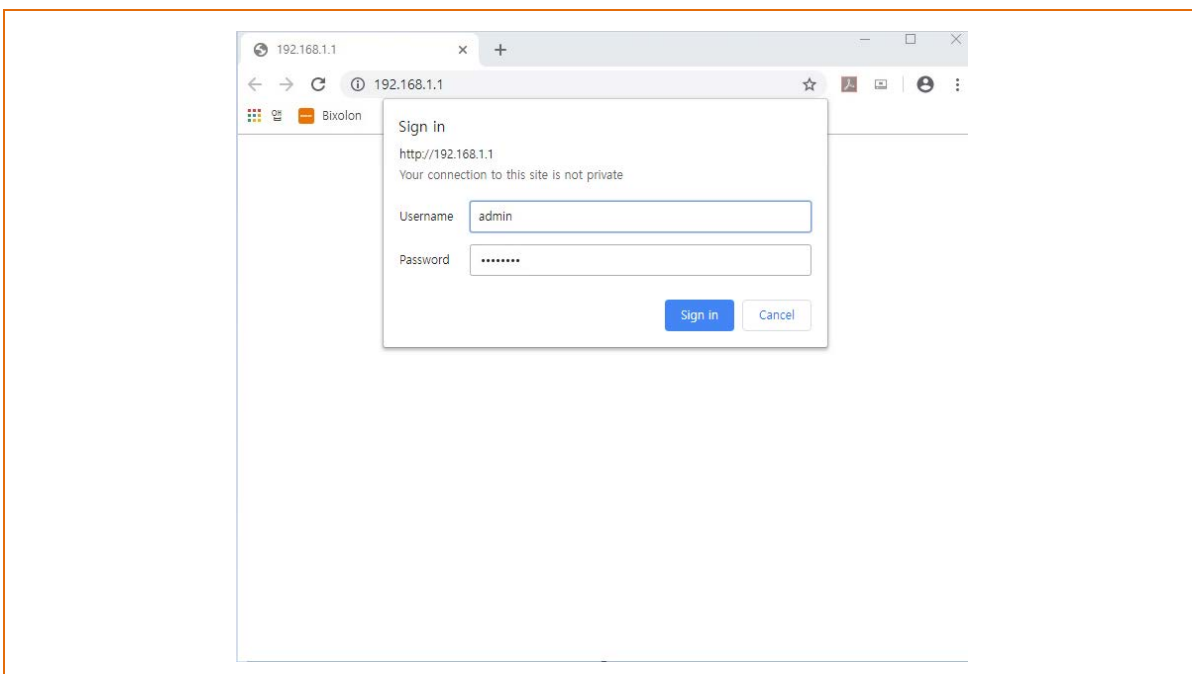 192.168.1.1
192.168.1.1
앱 Bixolon
Sign in
http://192.168.1.1
Your connection to this site is not private
Username admin
Password ••••••••
Sign in Cancel